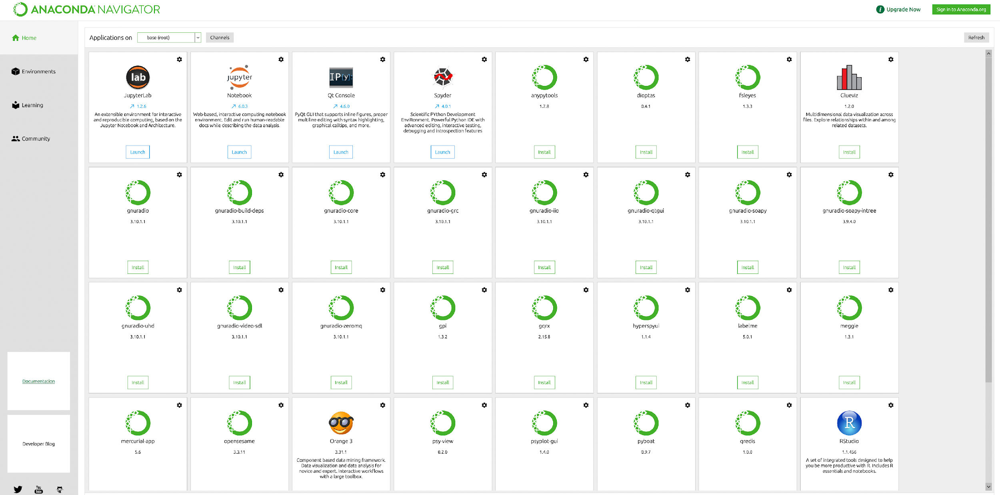 ANACONDA NAVIGATOR
Upgrade Now
Sign in to Anaconda.org
Home
Environments
Learning
Community
Documentation
Developer Blog
Applications on
base (root)
Channels
Refresh
lab
JupyterLab
1.2.6
An extensible environment for interactive
and reproducible computing, based on the
Jupyter Notebook and Architecture.
Launch
jupyter
Notebook
6.0.3
Web-based, interactive computing notebook
environment. Edit and run human-readable
docs while describing the data analysis.
Launch
IP[y]:
Qt Console
4.6.0
PyQt GUI that supports inline figures, proper
multiline editing with syntax highlighting,
graphical calltips, and more.
Launch
Spyder
4.0.1
Scientific PYthon Development
EnviRonment. Powerful Python IDE with
advanced editing, interactive testing,
debugging and introspection features
Launch
anypytools
1.7.8
Install
dioptas
0.4.1
Install
fsleyes
1.3.3
Install
Glueviz
1.2.0
Multidimensional data visualization across
files. Explore relationships within and among
related datasets.
Install
gnuradio
3.10.1.1
Install
gnuradio-build-deps
3.10.1.1
Install
gnuradio-core
3.10.1.1
Install
gnuradio-grc
3.10.1.1
Install
gnuradio-iio
3.10.1.1
Install
gnuradio-qtgui
3.10.1.1
Install
gnuradio-soapy
3.10.1.1
Install
gnuradio-soapy-intree
3.9.4.0
Install
gnuradio-uhd
3.10.1.1
Install
gnuradio-video-sdl
3.10.1.1
Install
gnuradio-zeromq
3.10.1.1
Install
gpi
1.3.2
Install
gqrx
2.15.8
Install
hyperspyui
1.1.4
Install
labelme
5.0.1
Install
meggie
1.3.1
Install
mercurial-app
5.6
opensesame
3.3.11
Orange 3
3.31.1
Component based data mining framework.
Data visualization and data analysis for
novice and expert. Interactive workflows
with a large toolbox.
psy-view
0.2.0
psyplot-gui
1.4.0
pyboat
0.9.7
qredis
1.0.0
R
RStudio
1.1.456
A set of integrated tools designed to help
you be more productive with R. Includes R
essentials and notebooks.
You
Tube